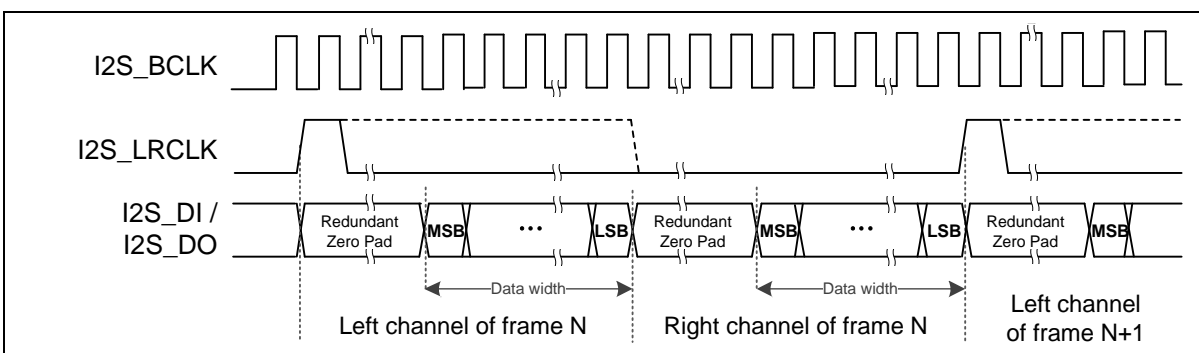 I2S_BCLK
I2S_LRCLK
I2S_DI /
I2S_DO
Redundant
Zero Pad
MSB
...
LSB
Redundant
Zero Pad
MSB
...
LSB
Redundant
Zero Pad
MSB
Data width
Data width
Left channel of frame N
Right channel of frame N
Left channel
of frame N+1